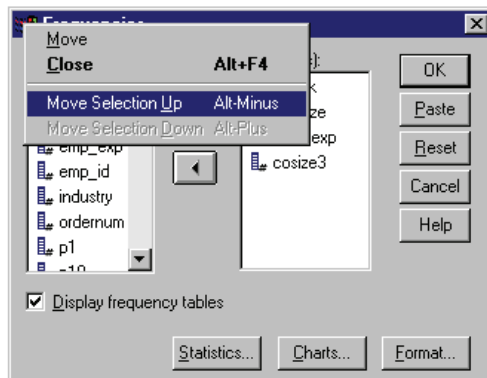 Move
Close Alt+F4
Move Selection Up Alt-Minus
Move Selection Down Alt-Plus
emp_exp
emp_id
industry
ordernum
p1
cosize3
OK
Paste
Reset
Cancel
Help
Display frequency tables
Statistics... Charts... Format...